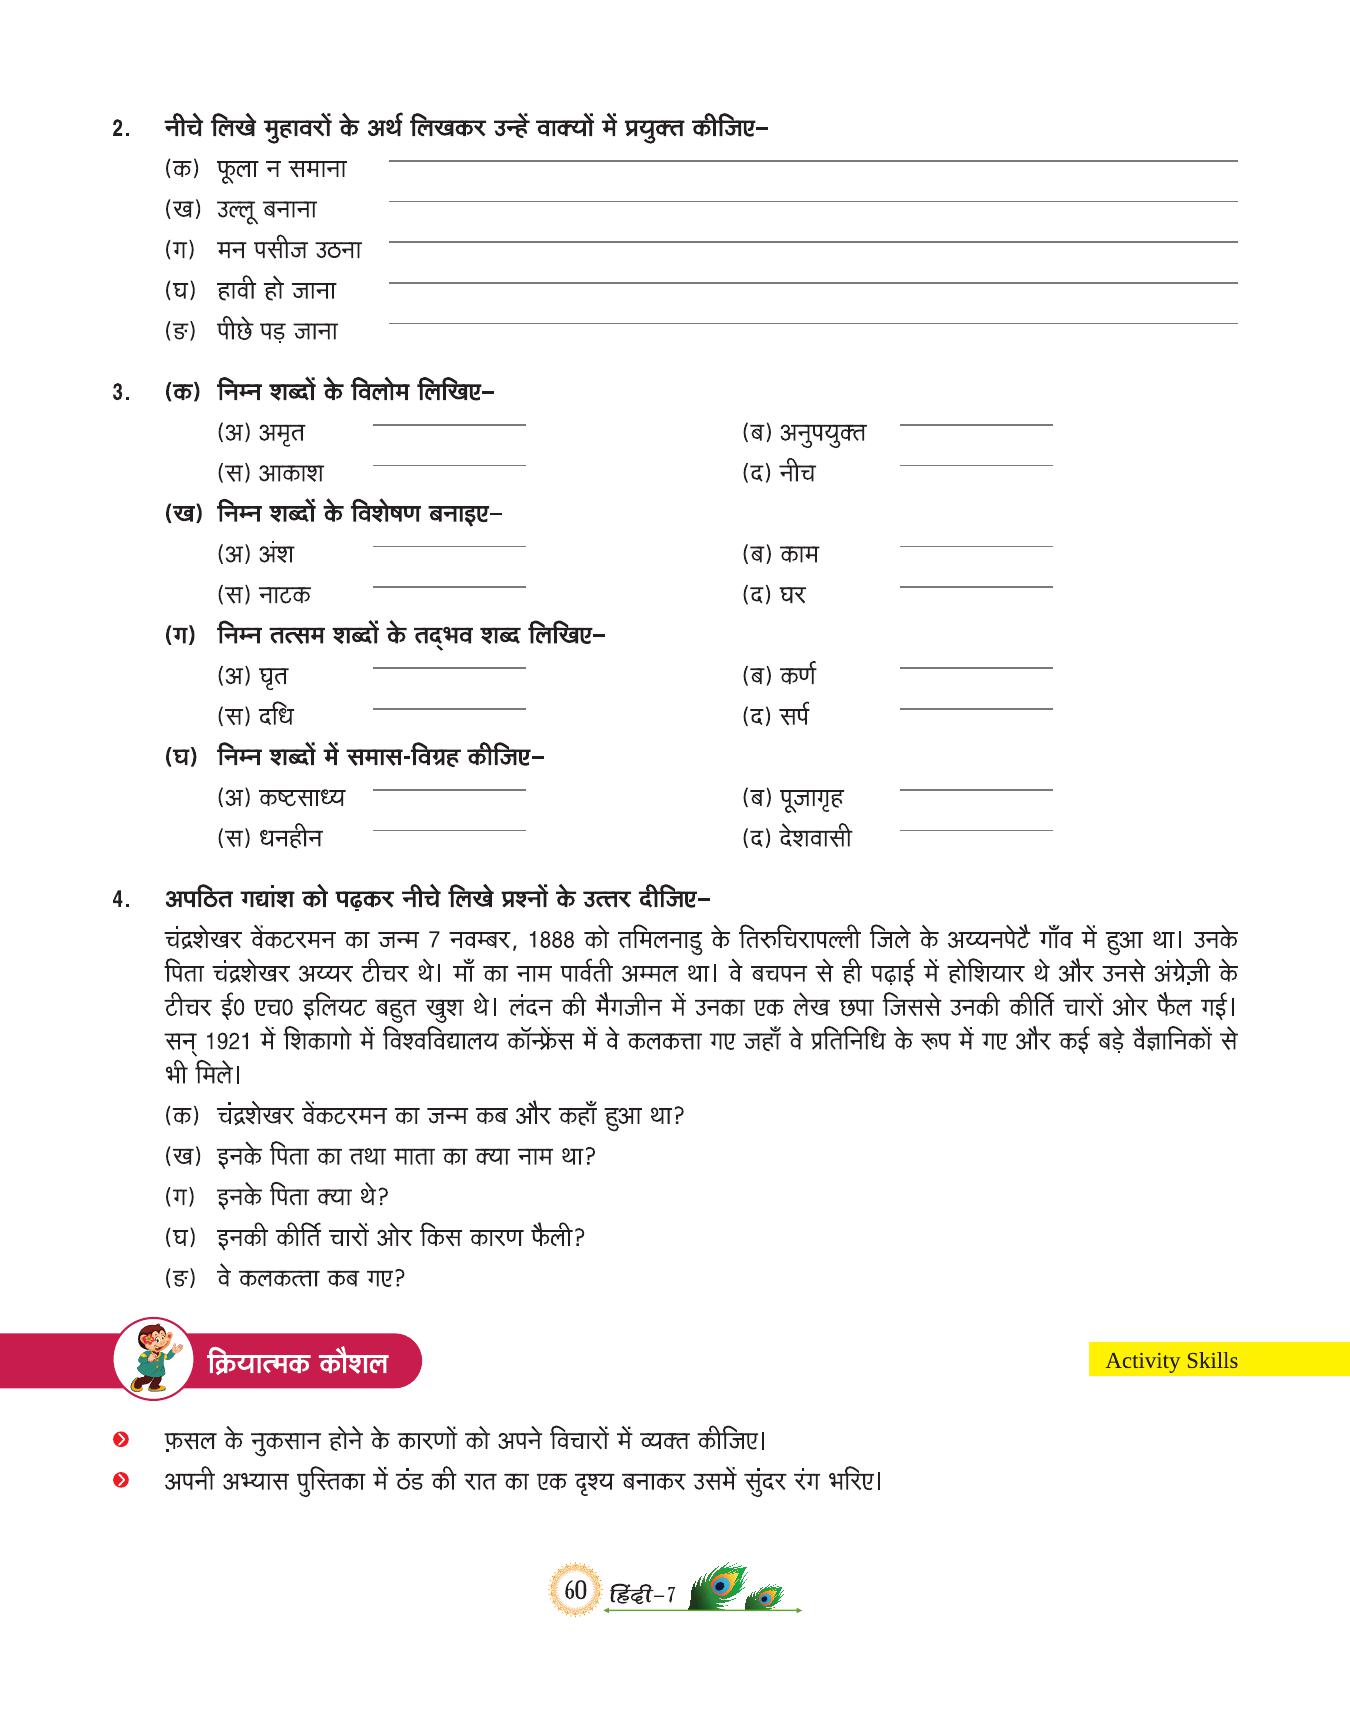 2. नीचे लिखे मुहावरों के अर्थ लिखकर उन्हें वाक्यों में प्रयुक्त कीजिए–
(क) फूला न समाना
(ख) उल्लू बनाना
(ग) मन पसीज उठना
(घ) हावी हो जाना
(ङ) पीछे पड़ जाना
3. (क) निम्न शब्दों के विलोम लिखिए–
(अ) अमृत (ब) अनुपयुक्त
(स) आकाश (द) नीच
(ख) निम्न शब्दों के विशेषण बनाइए–
(अ) अंश (ब) काम
(स) नाटक (द) घर
(ग) निम्न तत्सम शब्दों के तद्‌भव शब्द लिखिए–
(अ) घृत (ब) कर्ण
(स) दधि (द) सर्प
(घ) निम्न शब्दों में समास-विग्रह कीजिए–
(अ) कष्टसाध्य (ब) पूजागृह
(स) धनहीन (द) देशवासी
4. अपठित गद्यांश को पढ़कर नीचे लिखे प्रश्नों के उत्तर दीजिए–
चंद्रशेखर वेंकटरमन का जन्म 7 नवम्बर, 1888 को तमिलनाडु के तिरुचिरापल्ली जिले के अय्यनपेटै गाँव में हुआ था। उनके
पिता चंद्रशेखर अय्यर टीचर थे। माँ का नाम पार्वती अम्मल था। वे बचपन से ही पढ़ाई में होशियार थे और उनसे अंग्रेज़ी के
टीचर ई0 एच0 इलियट बहुत खुश थे। लंदन की मैगजीन में उनका एक लेख छपा जिससे उनकी कीर्ति चारों ओर फैल गई।
सन् 1921 में शिकागो में विश्वविद्यालय कॉन्फ्रेंस में वे कलकत्ता गए जहाँ वे प्रतिनिधि के रूप में गए और कई बड़े वैज्ञानिकों से
भी मिले।
(क) चंद्रशेखर वेंकटरमन का जन्म कब और कहाँ हुआ था?
(ख) इनके पिता का तथा माता का क्या नाम था?
(ग) इनके पिता क्या थे?
(घ) इनकी कीर्ति चारों ओर किस कारण फैली?
(ङ) वे कलकत्ता कब गए?
क्रियात्मक कौशल
Activity Skills
फ़सल के नुकसान होने के कारणों को अपने विचारों में व्यक्त कीजिए।
अपनी अभ्यास पुस्तिका में ठंड की रात का एक दृश्य बनाकर उसमें सुंदर रंग भरिए।
60 हिंदी–7